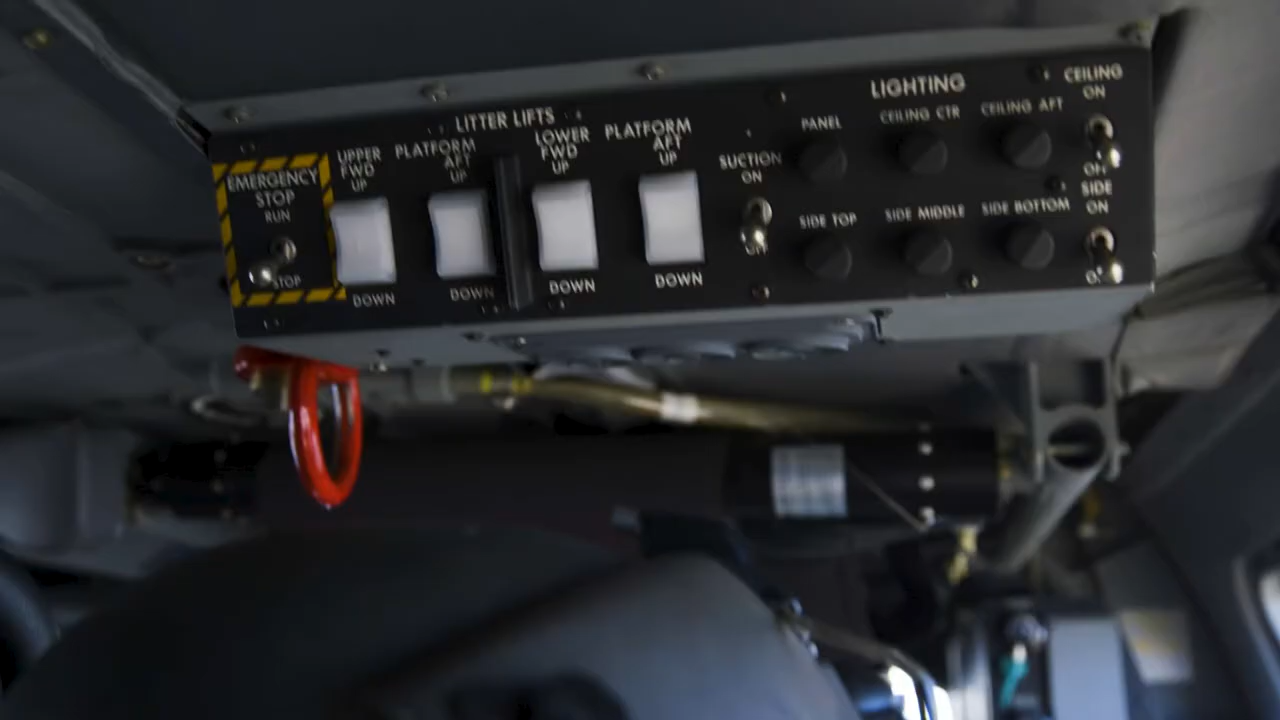 LITTER LIFTS
LIGHTING
EMERGENCY
STOP
RUN
STOP
UPPER
FWD
UP
DOWN
PLATFORM
AFT
UP
DOWN
LOWER
FWD
UP
DOWN
PLATFORM
AFT
UP
DOWN
SUCTION
ON
OFF
PANEL
CEILING CTR
CEILING AFT
CEILING
ON
OFF
SIDE TOP
SIDE MIDDLE
SIDE BOTTOM
SIDE
ON